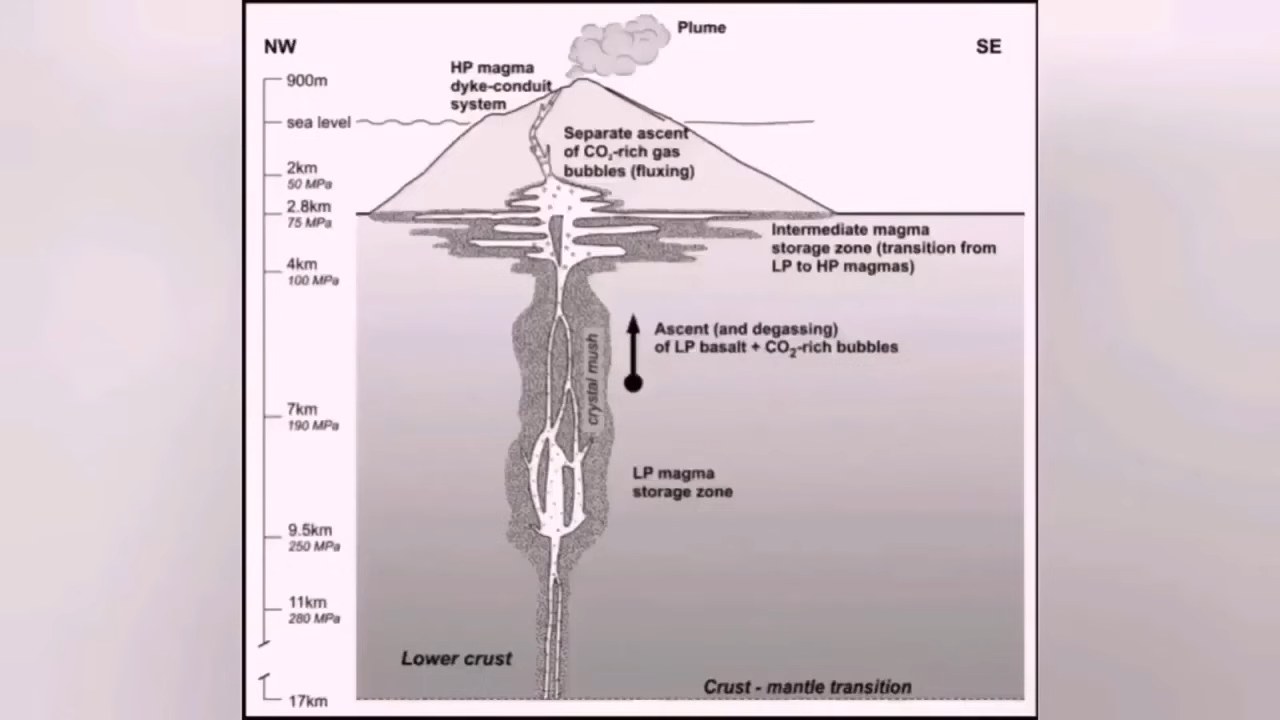 NW
Plume
SE
HP magma
dyke-conduit
system
900m
sea level
Separate ascent
of CO₂-rich gas
bubbles (fluxing)
2km
50 MPa
2.8km
75 MPa
Intermediate magma
storage zone (transition from
LP to HP magmas)
4km
100 MPa
Ascent (and degassing)
of LP basalt + CO₂-rich bubbles
crystal mush
7km
190 MPa
LP magma
storage zone
9.5km
250 MPa
11km
280 MPa
Lower crust
Crust - mantle transition
17km